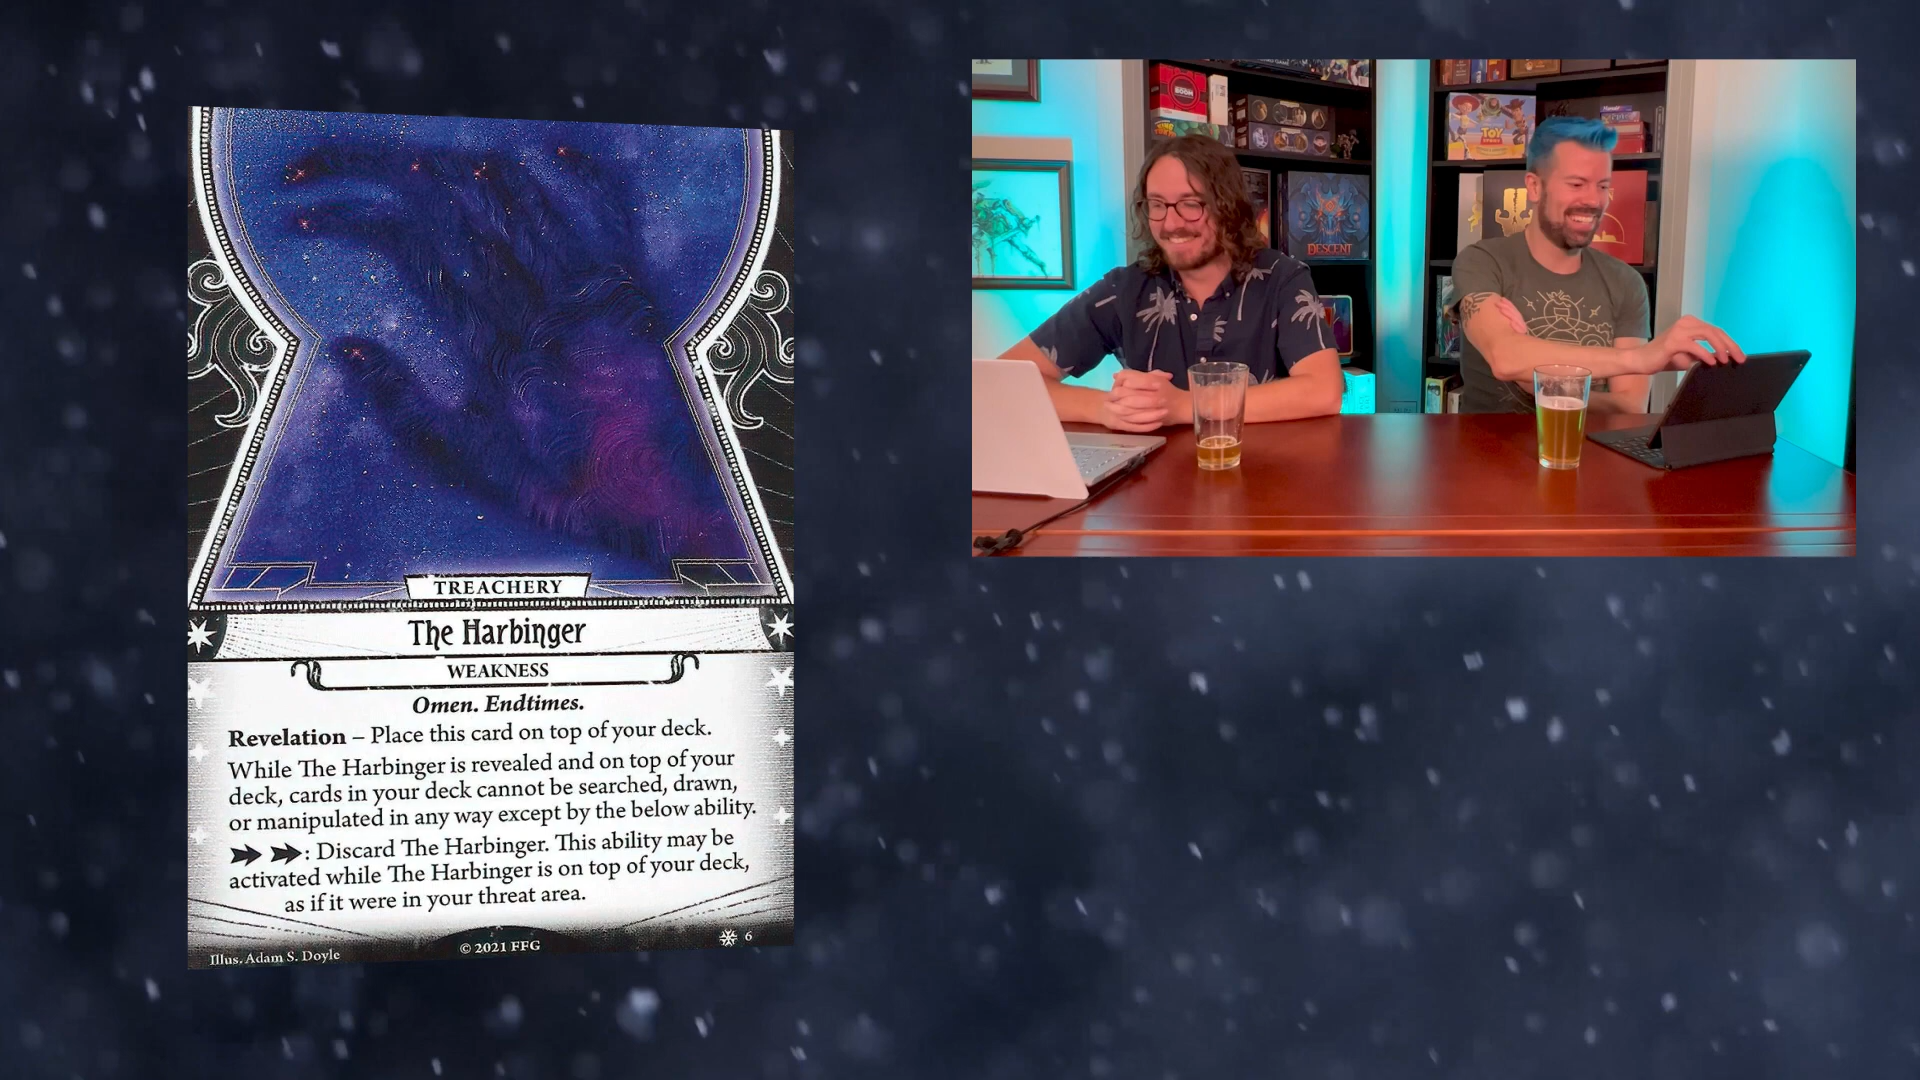 TREACHERY
The Harbinger
WEAKNESS
Omen. Endtimes.
Revelation – Place this card on top of your deck.
While The Harbinger is revealed and on top of your
deck, cards in your deck cannot be searched, drawn,
or manipulated in any way except by the below ability.
: Discard The Harbinger. This ability may be
activated while The Harbinger is on top of your deck,
as if it were in your threat area.
Illus. Adam S. Doyle
© 2021 FFG
6
BOOM
TOY
DESCENT